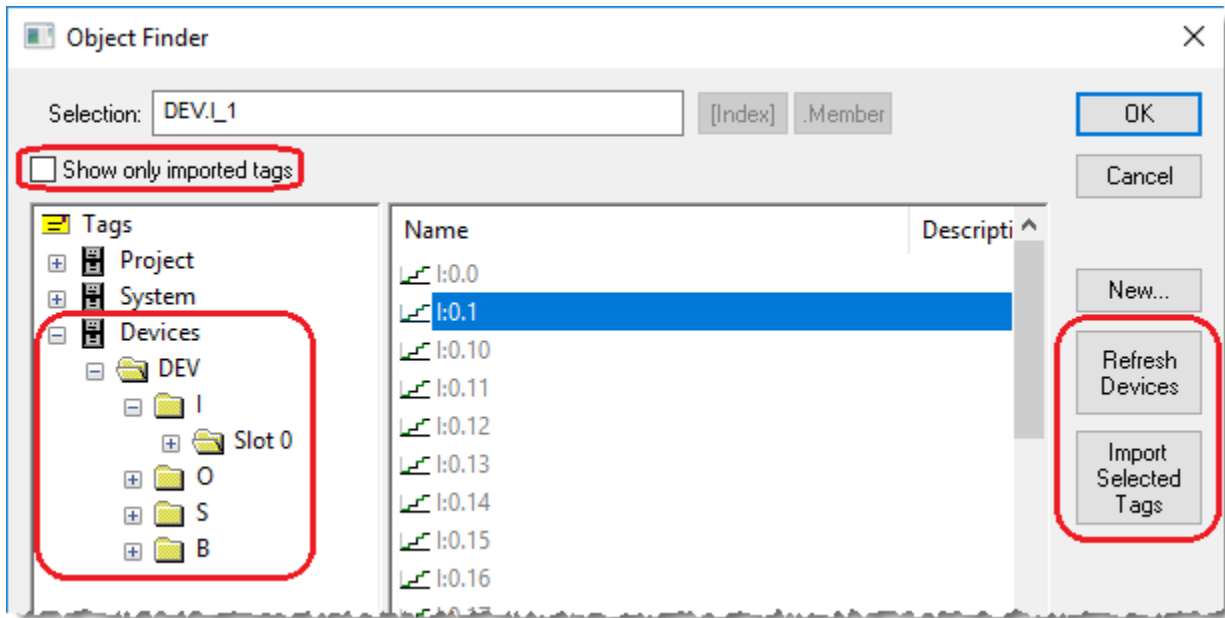 Object Finder
Selection: DEV.I_1 [Index] .Member OK
Show only imported tags
Cancel
Tags
Project
System
Devices
DEV
I
Slot 0
O
S
B
Name Descripti
I:0.0
I:0.1
I:0.10
I:0.11
I:0.12
I:0.13
I:0.14
I:0.15
I:0.16
New...
Refresh
Devices
Import
Selected
Tags